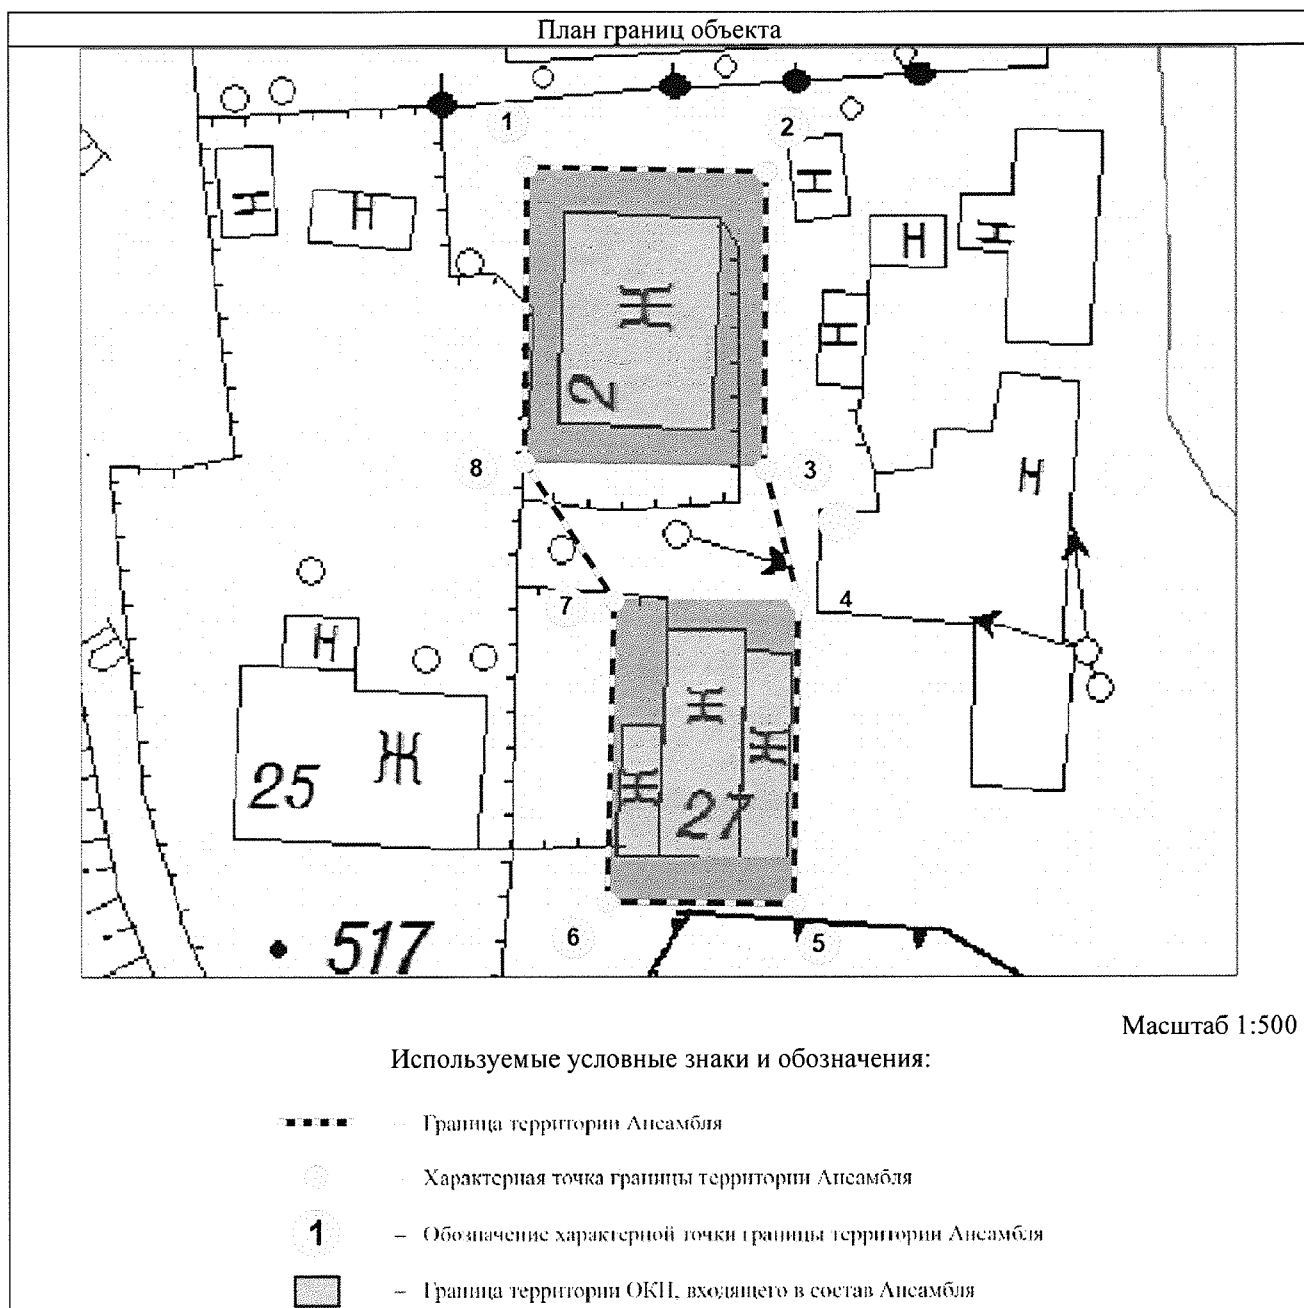 План границ объекта
1
2
Н
Н
Н
Н
Н
Н
Ж
2
8
3
Н
7
4
Н
Ж
25
Ж
Ж
Ж
27
6
5
517
Масштаб 1:500
Используемые условные знаки и обозначения:
– Граница территории Ансамбля
Характерная точка границы территории Ансамбля
1 – Обозначение характерной точки границы территории Ансамбля
– Граница территории ОКН, входящего в состав Ансамбля